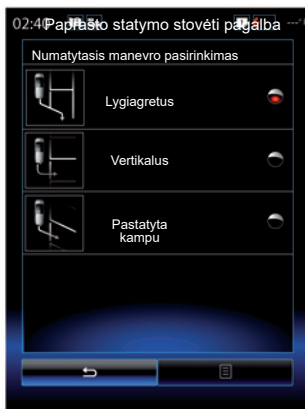 02:40 Paprasto statymo stovėti pagalba
Numatytasis manevro pasirinkimas
Lygiagretus
Vertikalus
Pastatyta
kampu